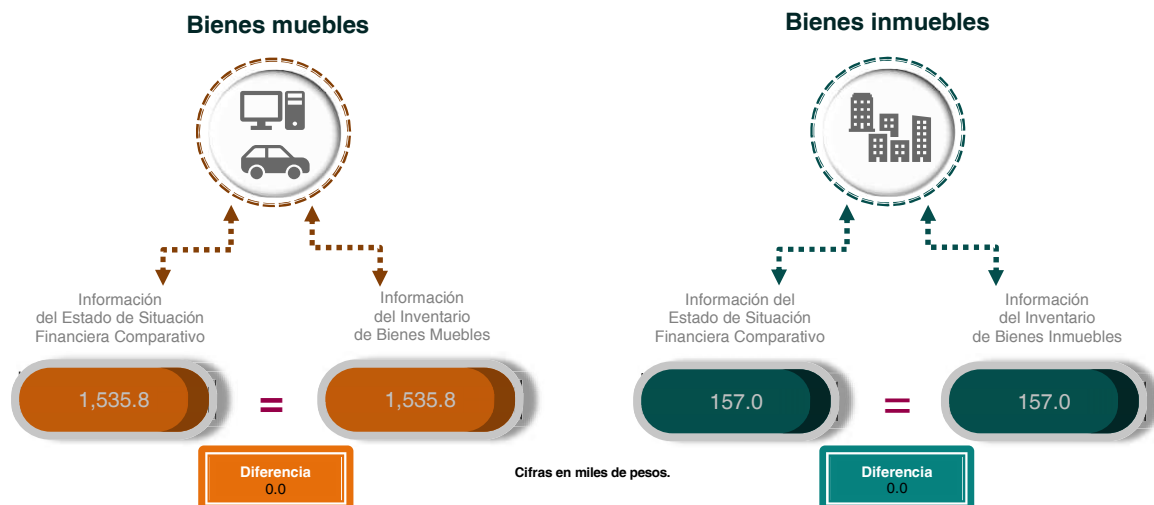 Bienes muebles
Información
del Estado de Situación
Financiera Comparativo
Información
del Inventario
de Bienes Muebles
1,535.8
=
1,535.8
Diferencia
0.0
Cifras en miles de pesos.
Bienes inmuebles
Información del
Estado de Situación
Financiera Comparativo
Información
del Inventario
de Bienes Inmuebles
157.0
=
157.0
Diferencia
0.0